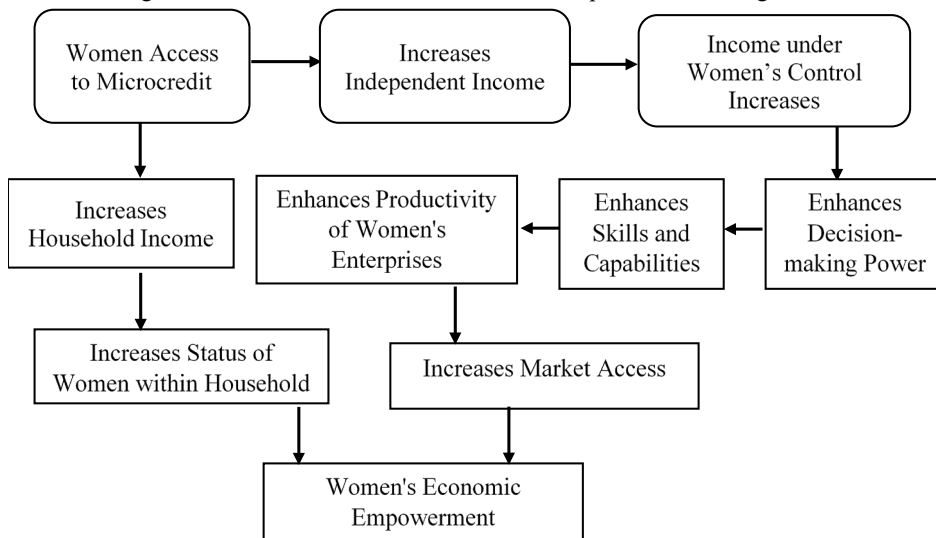 Women Access
to Microcredit
Increases
Independent Income
Income under
Women's Control
Increases
Increases
Household Income
Enhances Productivity
of Women's
Enterprises
Enhances
Skills and
Capabilities
Enhances
Decision-
making Power
Increases Status of
Women within Household
Increases Market Access
Women's Economic
Empowerment